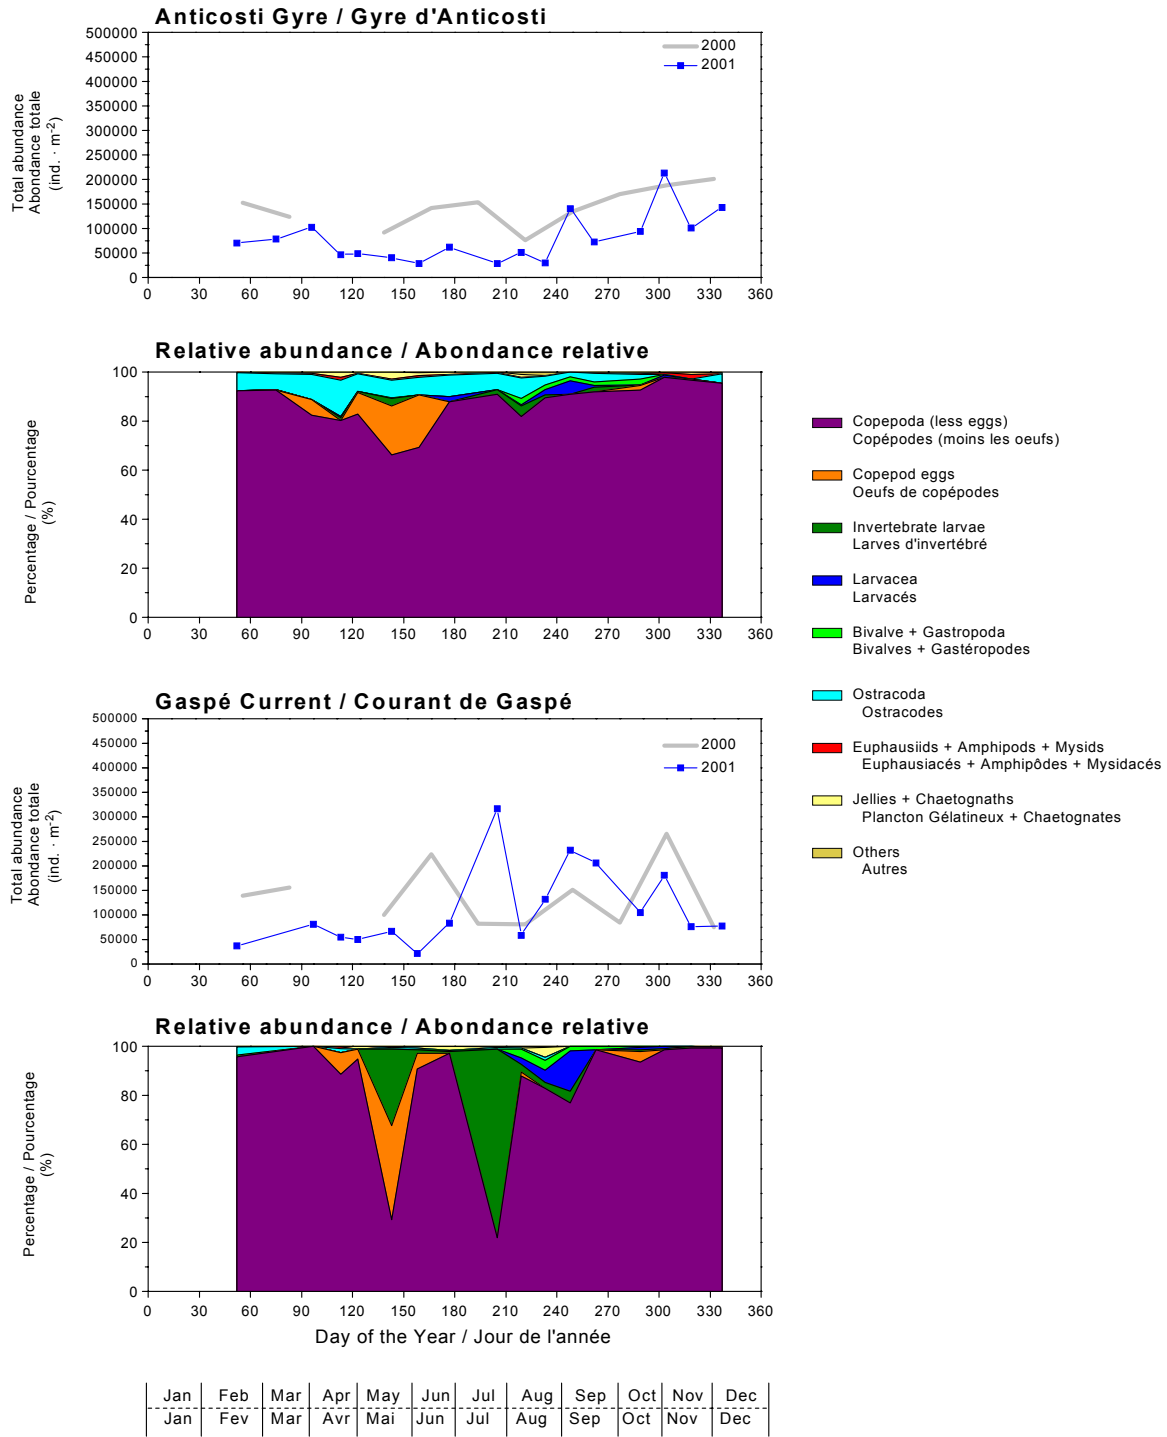 Anticosti Gyre / Gyre d'Anticosti
Total abundance
Abondance totale
(ind. · m-2)
500000
450000
400000
350000
300000
250000
200000
150000
100000
50000
0
2000
2001
0 30 60 90 120 150 180 210 240 270 300 330 360
Relative abundance / Abondance relative
Percentage / Pourcentage
(%)
100
80
60
40
20
0
0 30 60 90 120 150 180 210 240 270 300 330 360
Copepoda (less eggs)
Copépodes (moins les oeufs)
Copepod eggs
Oeufs de copépodes
Invertebrate larvae
Larves d'invertébré
Larvacea
Larvacés
Bivalve + Gastropoda
Bivalves + Gastéropodes
Ostracoda
Ostracodes
Euphausiids + Amphipods + Mysids
Euphausiacés + Amphipôdes + Mysidacés
Jellies + Chaetognaths
Plancton Gélatineux + Chaetognates
Others
Autres
Gaspé Current / Courant de Gaspé
Total abundance
Abondance totale
(ind. · m-2)
500000
450000
400000
350000
300000
250000
200000
150000
100000
50000
0
2000
2001
0 30 60 90 120 150 180 210 240 270 300 330 360
Relative abundance / Abondance relative
Percentage / Pourcentage
(%)
100
80
60
40
20
0
0 30 60 90 120 150 180 210 240 270 300 330 360
Day of the Year / Jour de l'année
Jan Feb Mar Apr May Jun Jul Aug Sep Oct Nov Dec
Jan Fev Mar Avr Mai Jun Jul Aug Sep Oct Nov Dec